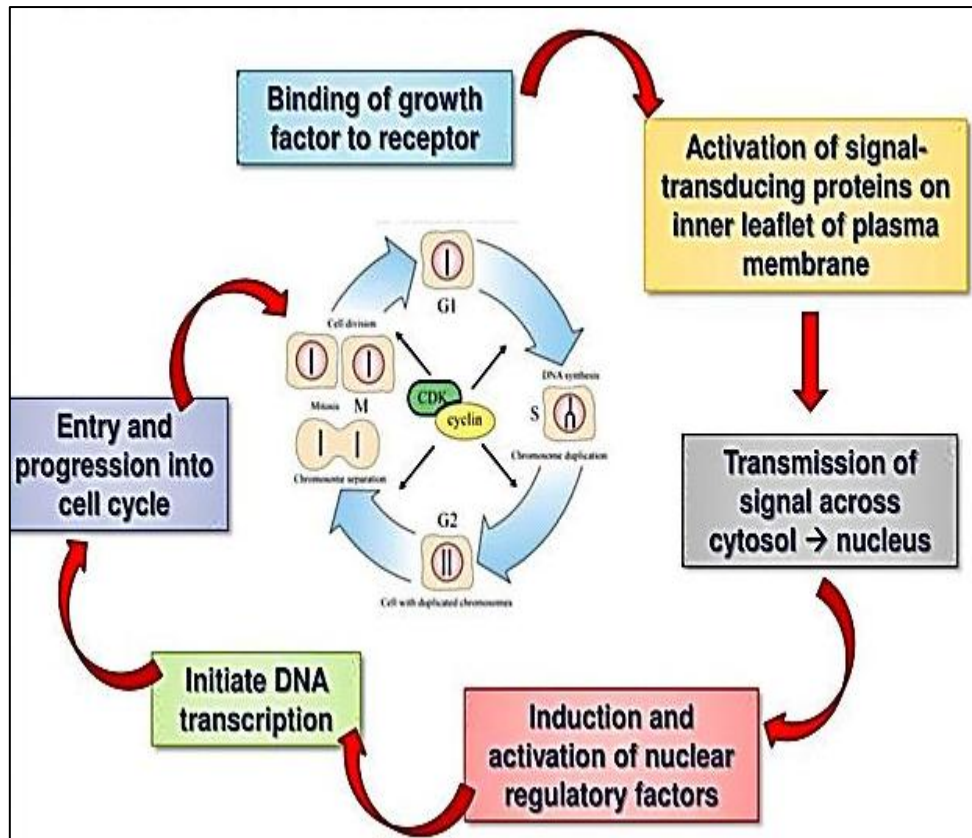 Binding of growth
factor to receptor
Activation of signal-
transducing proteins on
inner leaflet of plasma
membrane
Transmission of
signal across
cytosol → nucleus
Induction and
activation of nuclear
regulatory factors
Initiate DNA
transcription
Entry and
progression into
cell cycle
G1
Cell division
DNA synthesis
CDK
cyclin
S
Mitosis M
Chromosome separation
Chromosome duplication
G2
Cell with duplicated chromosomes